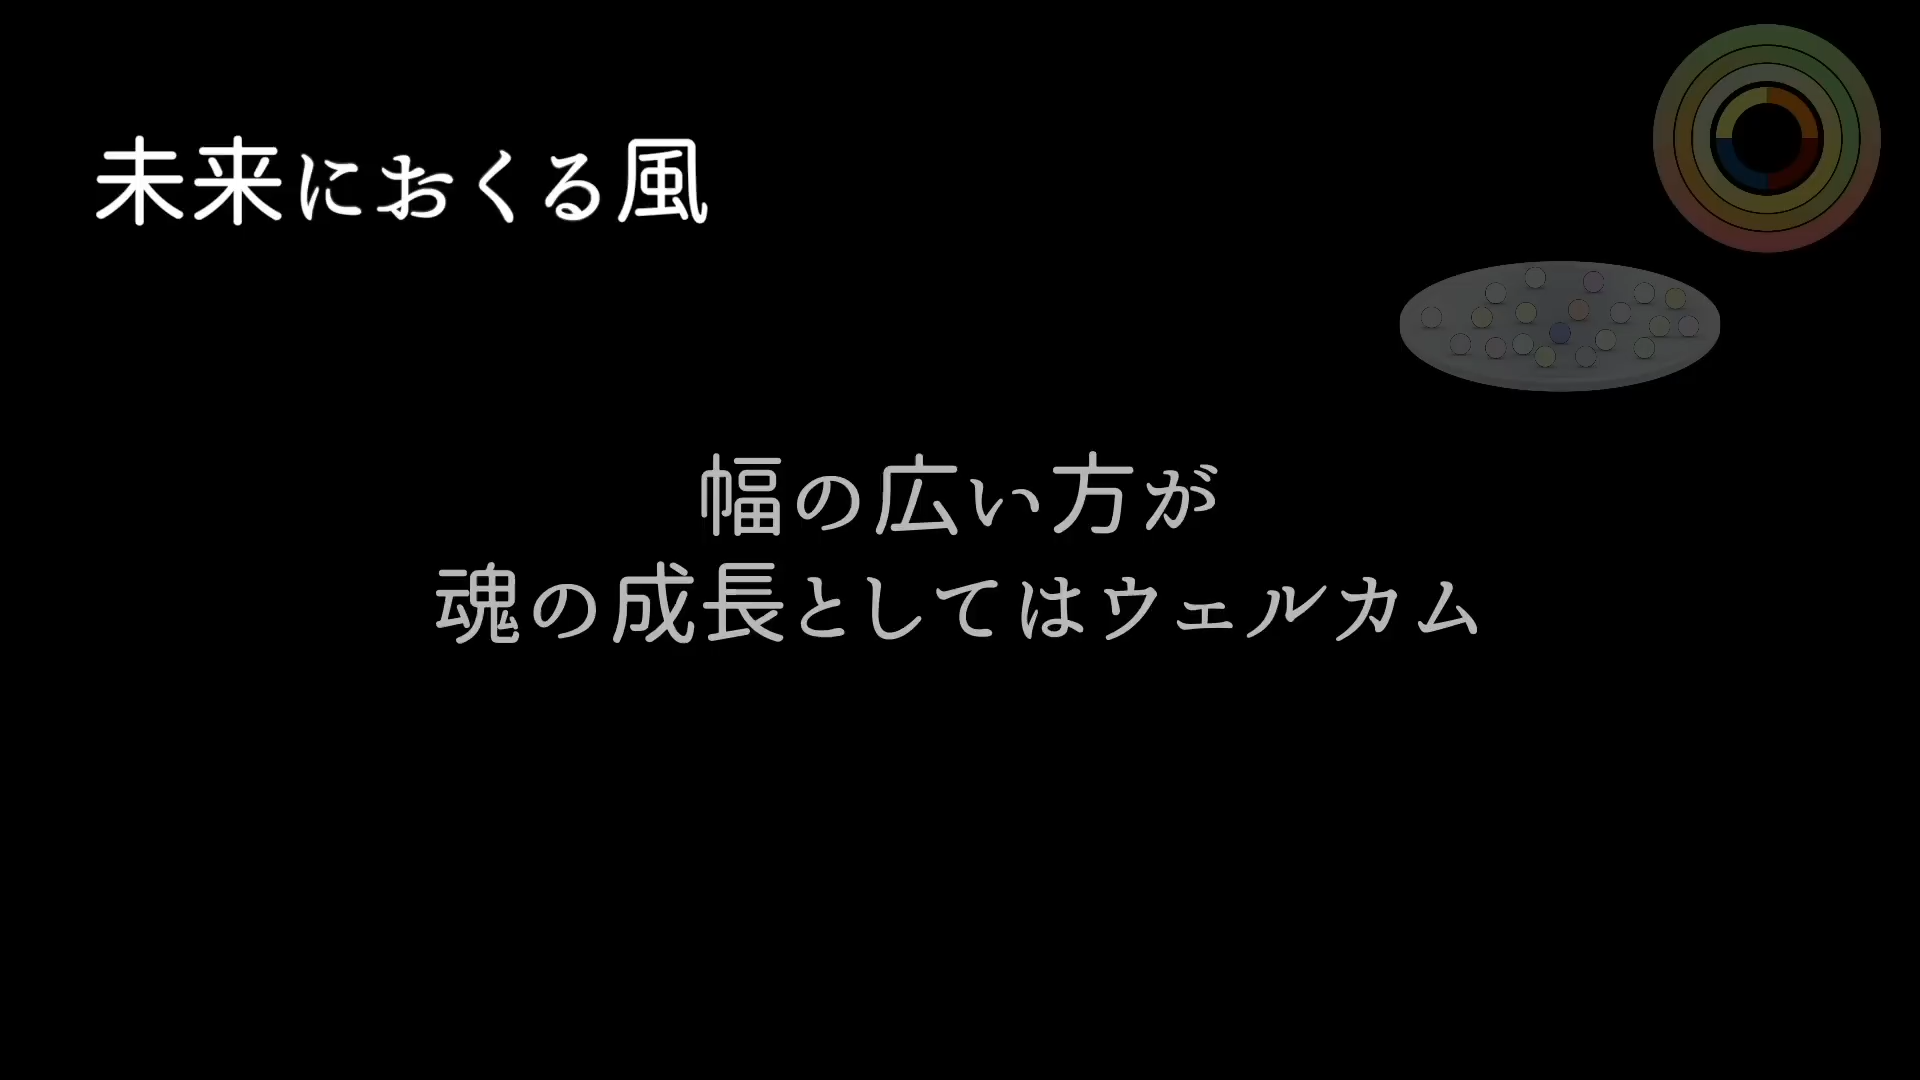 未来におくる風
幅の広い方が
魂の成長としてはウェルカム